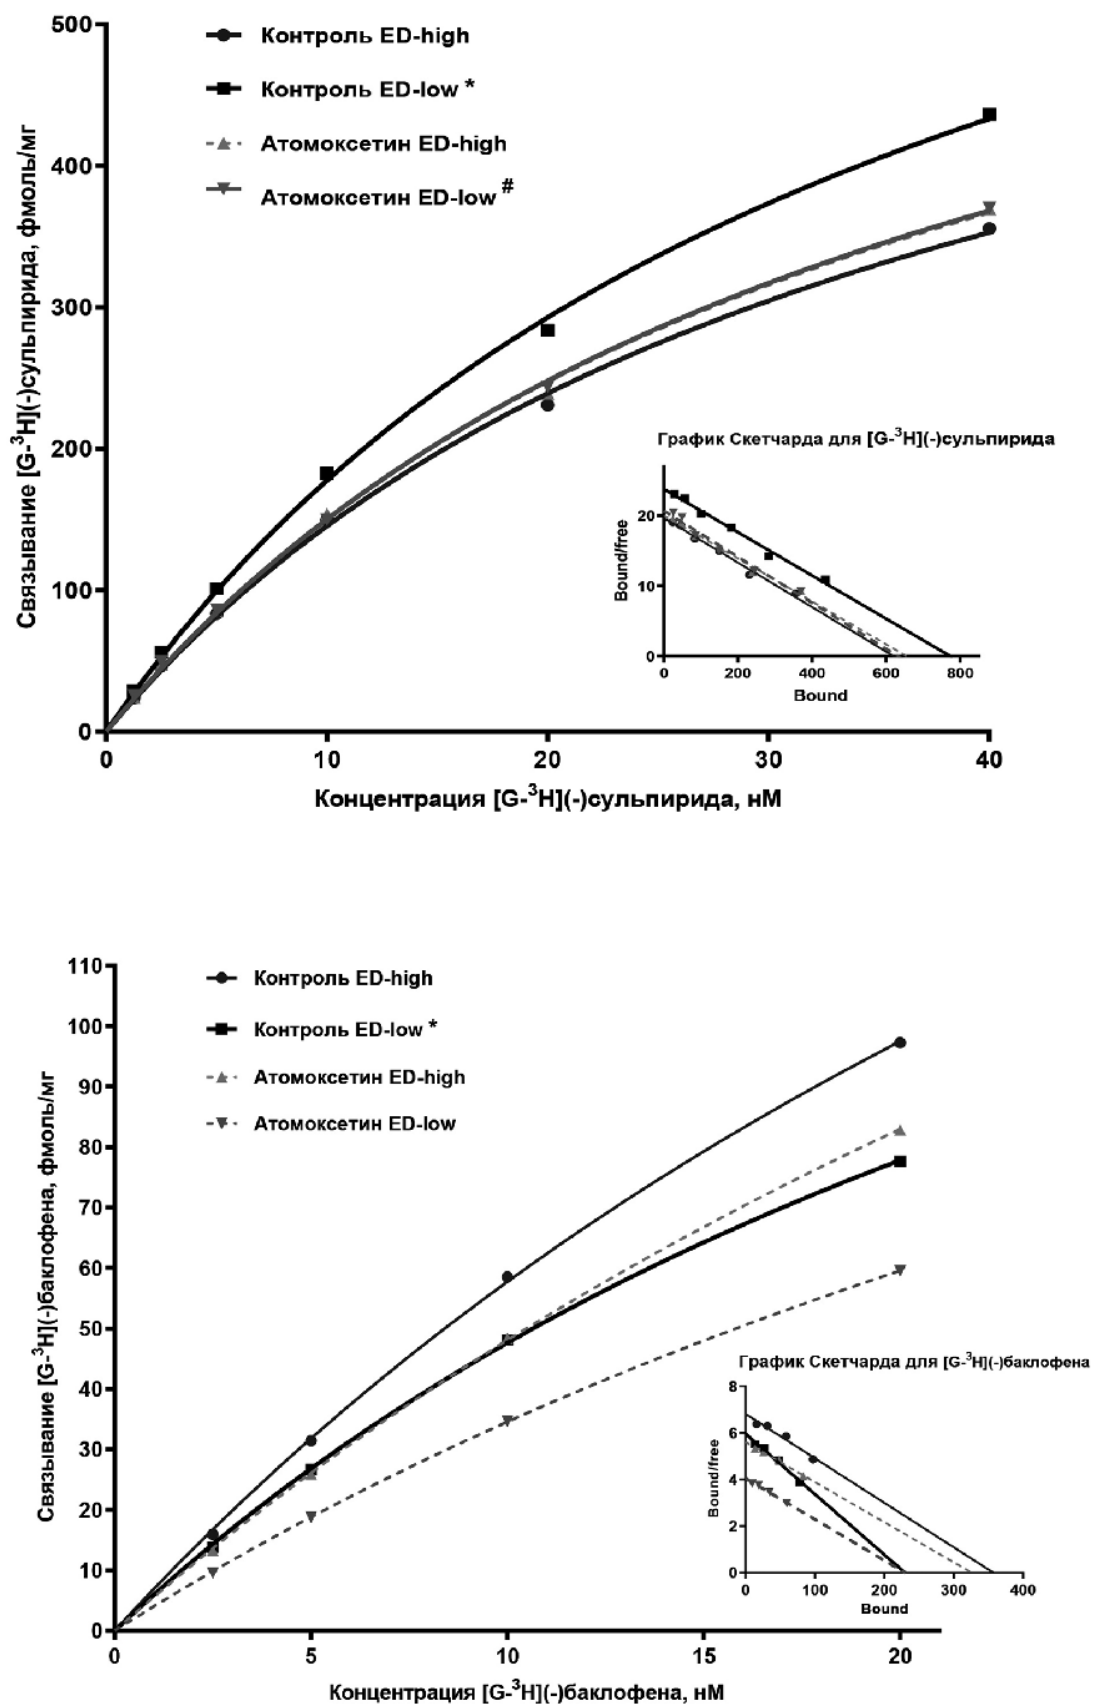 500
400
300
200
100
0
Связывание [G-³H](-)сульпирида, фмоль/мг
Контроль ED-high
Контроль ED-low *
Атомоксетин ED-high
Атомоксетин ED-low #
График Скетчарда для [G-³H](-)сульпирида
20
10
0
Bound/free
0 200 400 600 800
Bound
0 10 20 30 40
Концентрация [G-³H](-)сульпирида, нМ
110
100
90
80
70
60
50
40
30
20
10
0
Связывание [G-³H](-)баклофена, фмоль/мг
Контроль ED-high
Контроль ED-low *
Атомоксетин ED-high
Атомоксетин ED-low
График Скетчарда для [G-³H](-)баклофена
8
6
4
2
0
Bound/free
0 100 200 300 400
Bound
0 5 10 15 20
Концентрация [G-³H](-)баклофена, нМ